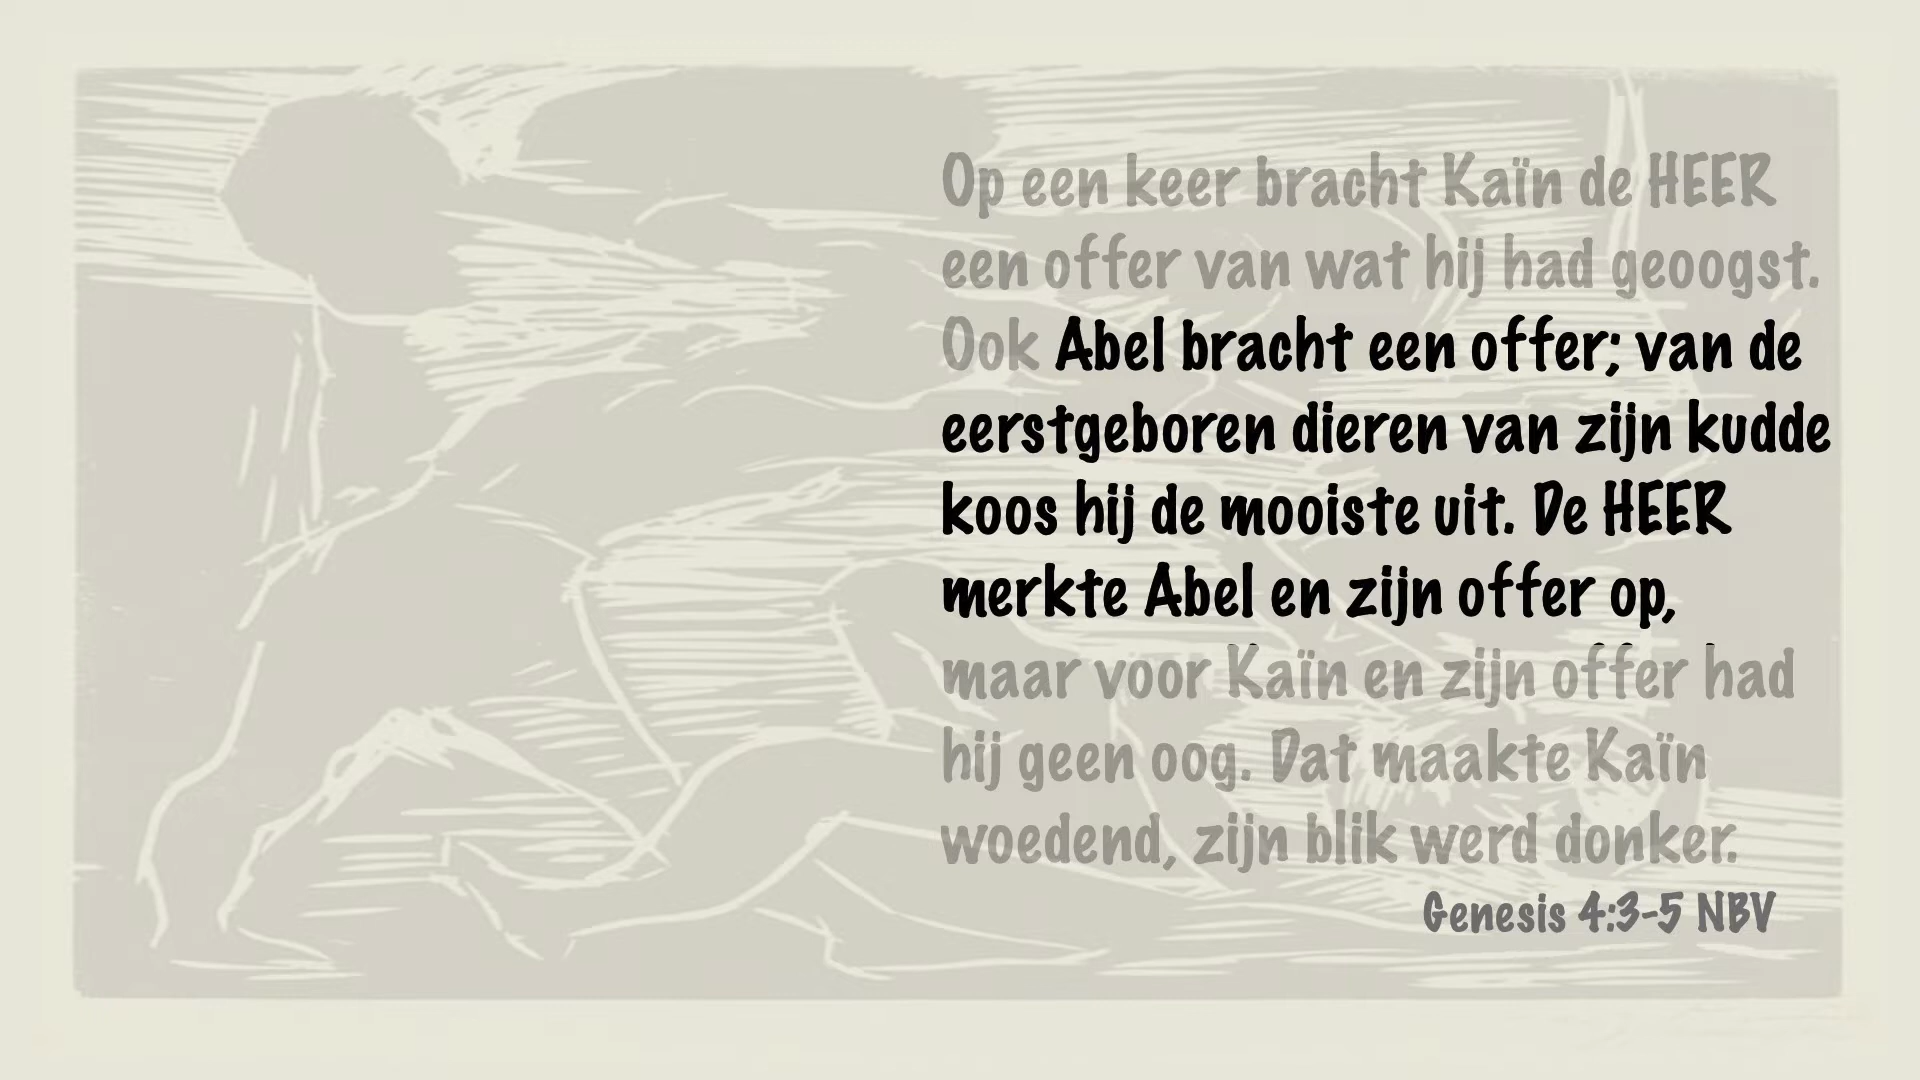 Op een keer bracht Kaïn de HEER
een offer van wat hij had geoogst.
Ook Abel bracht een offer; van de
eerstgeboren dieren van zijn kudde
koos hij de mooiste uit. De HEER
merkte Abel en zijn offer op,
maar voor Kaïn en zijn offer had
hij geen oog. Dat maakte Kaïn
woedend, zijn blik werd donker.
Genesis 4:3-5 NBV